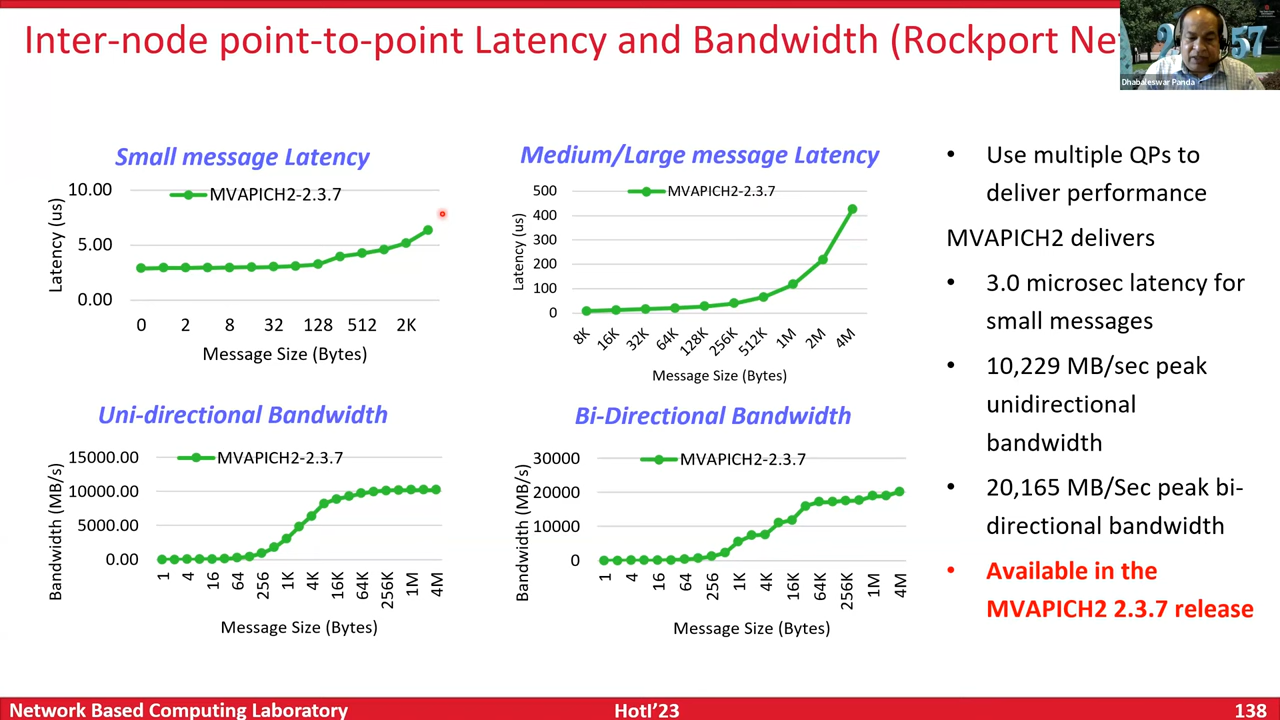 Inter-node point-to-point Latency and Bandwidth (Rockport
57
Dhabaleswar Panda
Small message Latency
MVAPICH2-2.3.7
10.00
5.00
0.00
Latency (us)
0 2 8 32 128 512 2K
Message Size (Bytes)
Medium/Large message Latency
MVAPICH2-2.3.7
500
400
300
200
100
0
Latency (us)
8K 16K 32K 64K 128K 256K 512K 1M 2M 4M
Message Size (Bytes)
Uni-directional Bandwidth
MVAPICH2-2.3.7
15000.00
10000.00
5000.00
0.00
Bandwidth (MB/s)
1 4 16 64 256 1K 4K 16K 64K 256K 1M 4M
Message Size (Bytes)
Bi-Directional Bandwidth
MVAPICH2-2.3.7
30000
20000
10000
0
Bandwidth (MB/s)
1 4 16 64 256 1K 4K 16K 64K 256K 1M 4M
Message Size (Bytes)
• Use multiple QPs to
deliver performance
MVAPICH2 delivers
• 3.0 microsec latency for
small messages
• 10,229 MB/sec peak
unidirectional
bandwidth
• 20,165 MB/Sec peak bi-
directional bandwidth
• Available in the
MVAPICH2 2.3.7 release
Network Based Computing Laboratory
HotI'23
138